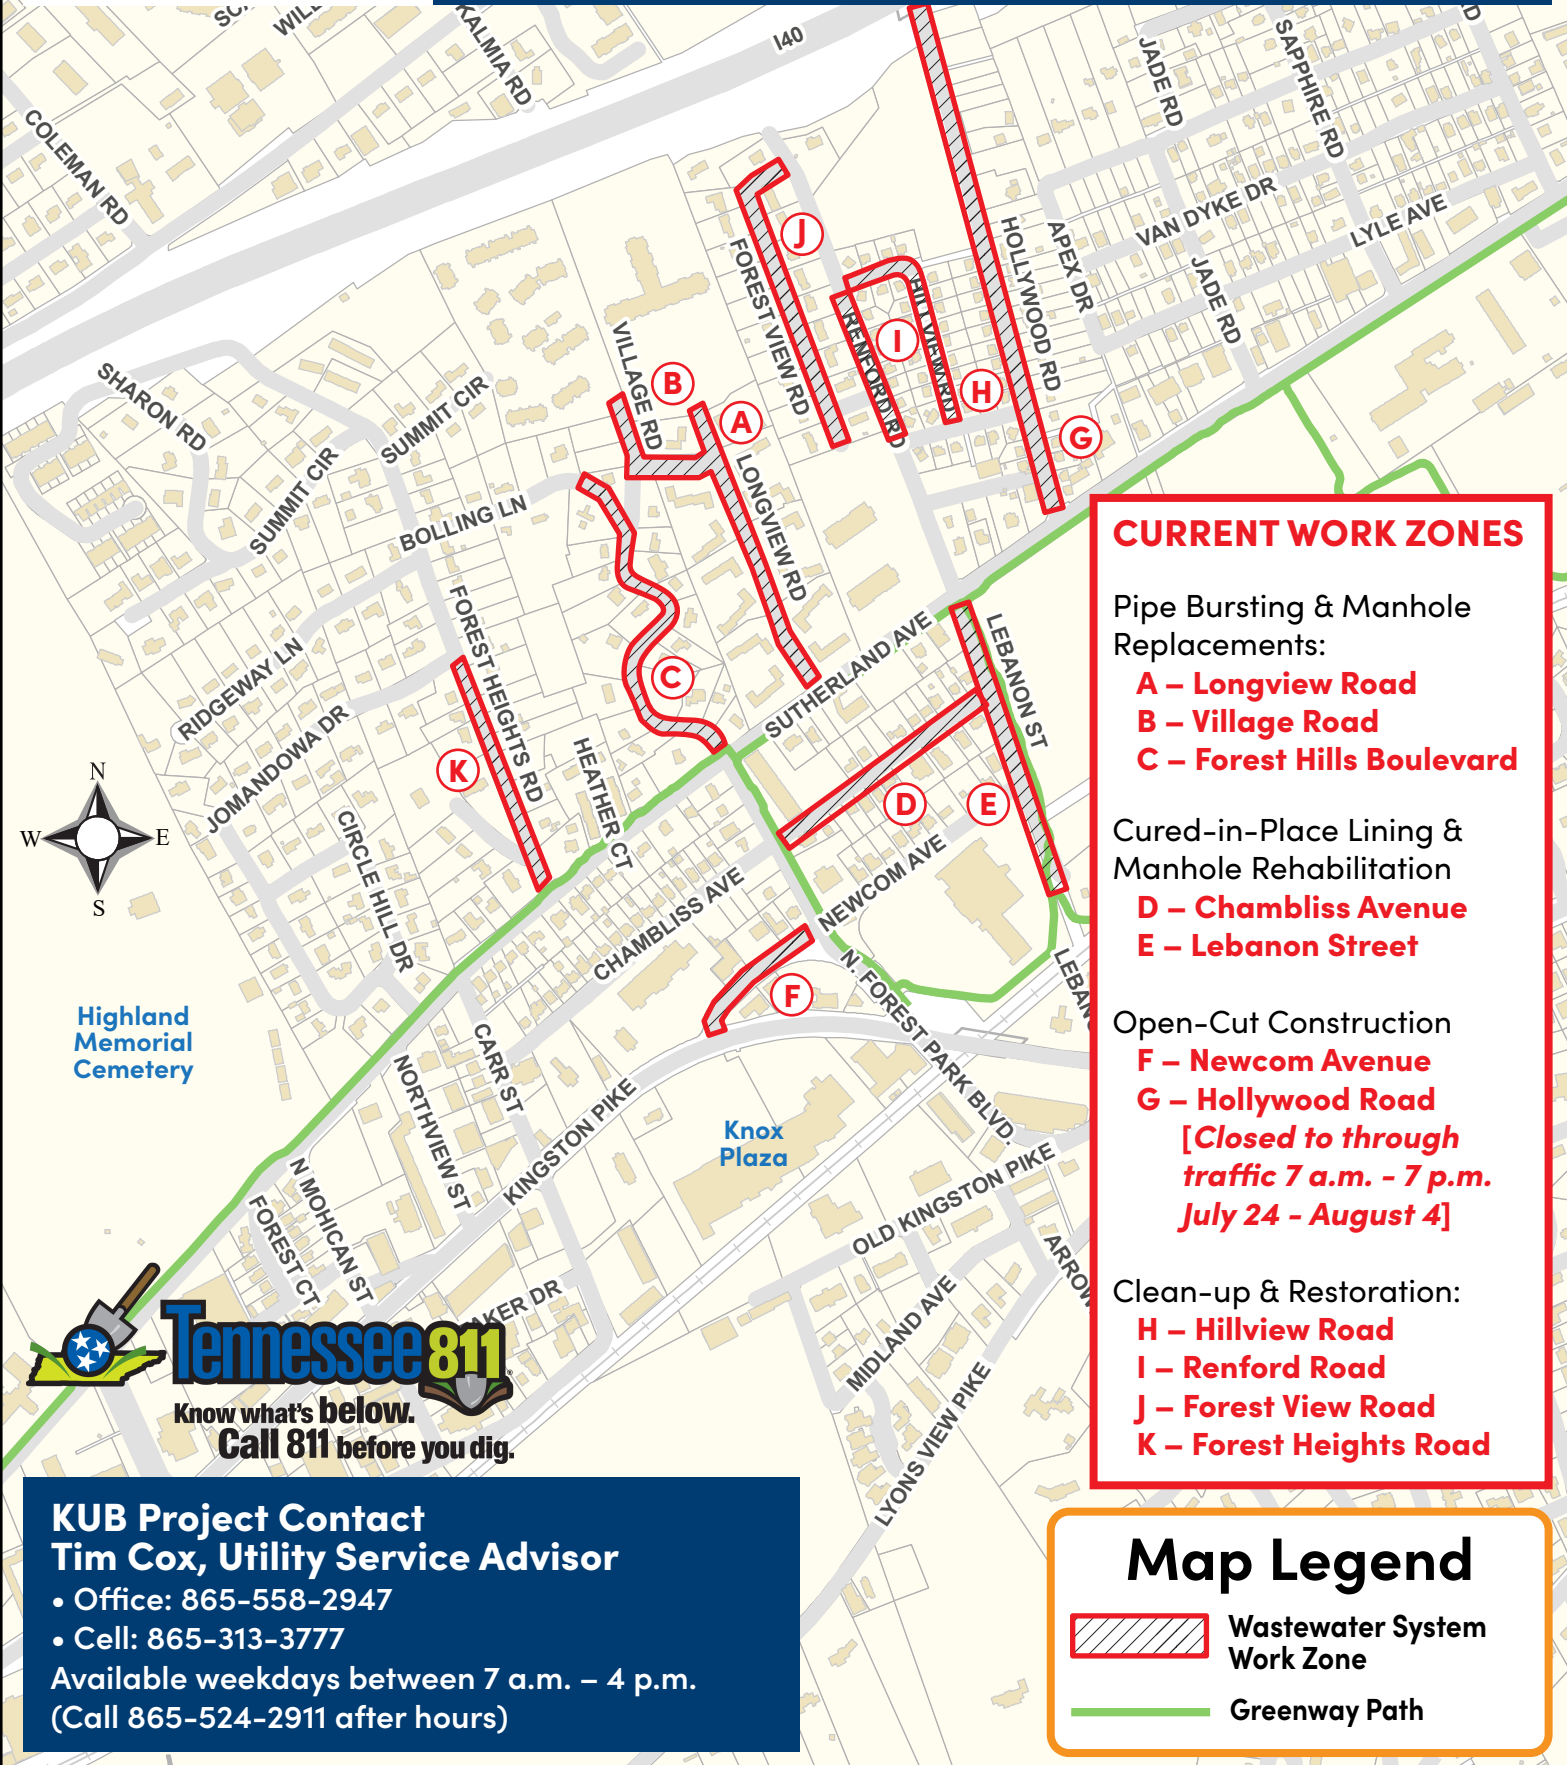 I40
KALMIA RD
COLEMAN RD
JADE RD
SAPPHIRE RD
VAN DYKE DR
LYLE AVE
APEX DR
JADE RD
HOLLYWOOD RD
J
FOREST VIEW RD
I
HILLVIEW RD
RENFORD RD
H
G
VILLAGE RD
B
A
LONGVIEW RD
SHARON RD
SUMMIT CIR
SUMMIT CIR
BOLLING LN
FOREST HEIGHTS RD
RIDGEWAY LN
JOMANDOWA DR
C
SUTHERLAND AVE
LEBANON ST
K
HEATHER CT
D
E
N
W
E
S
CIRCLE HILL DR
CHAMBLISS AVE
NEWCOM AVE
F
N. FOREST PARK BLVD.
Highland
Memorial
Cemetery
CARR ST
NORTHVIEW ST
KINGSTON PIKE
Knox
Plaza
OLD KINGSTON PIKE
N MOHICAN ST
FOREST CT
MIDLAND AVE
LYONS VIEW PIKE
CURRENT WORK ZONES
Pipe Bursting & Manhole
Replacements:
A – Longview Road
B – Village Road
C – Forest Hills Boulevard
Cured-in-Place Lining &
Manhole Rehabilitation
D – Chambliss Avenue
E – Lebanon Street
Open-Cut Construction
F – Newcom Avenue
G – Hollywood Road
[Closed to through
traffic 7 a.m. - 7 p.m.
July 24 - August 4]
Clean-up & Restoration:
H – Hillview Road
I – Renford Road
J – Forest View Road
K – Forest Heights Road
Tennessee 811
Know what's below.
Call 811 before you dig.
KUB Project Contact
Tim Cox, Utility Service Advisor
• Office: 865-558-2947
• Cell: 865-313-3777
Available weekdays between 7 a.m. – 4 p.m.
(Call 865-524-2911 after hours)
Map Legend
Wastewater System
Work Zone
Greenway Path